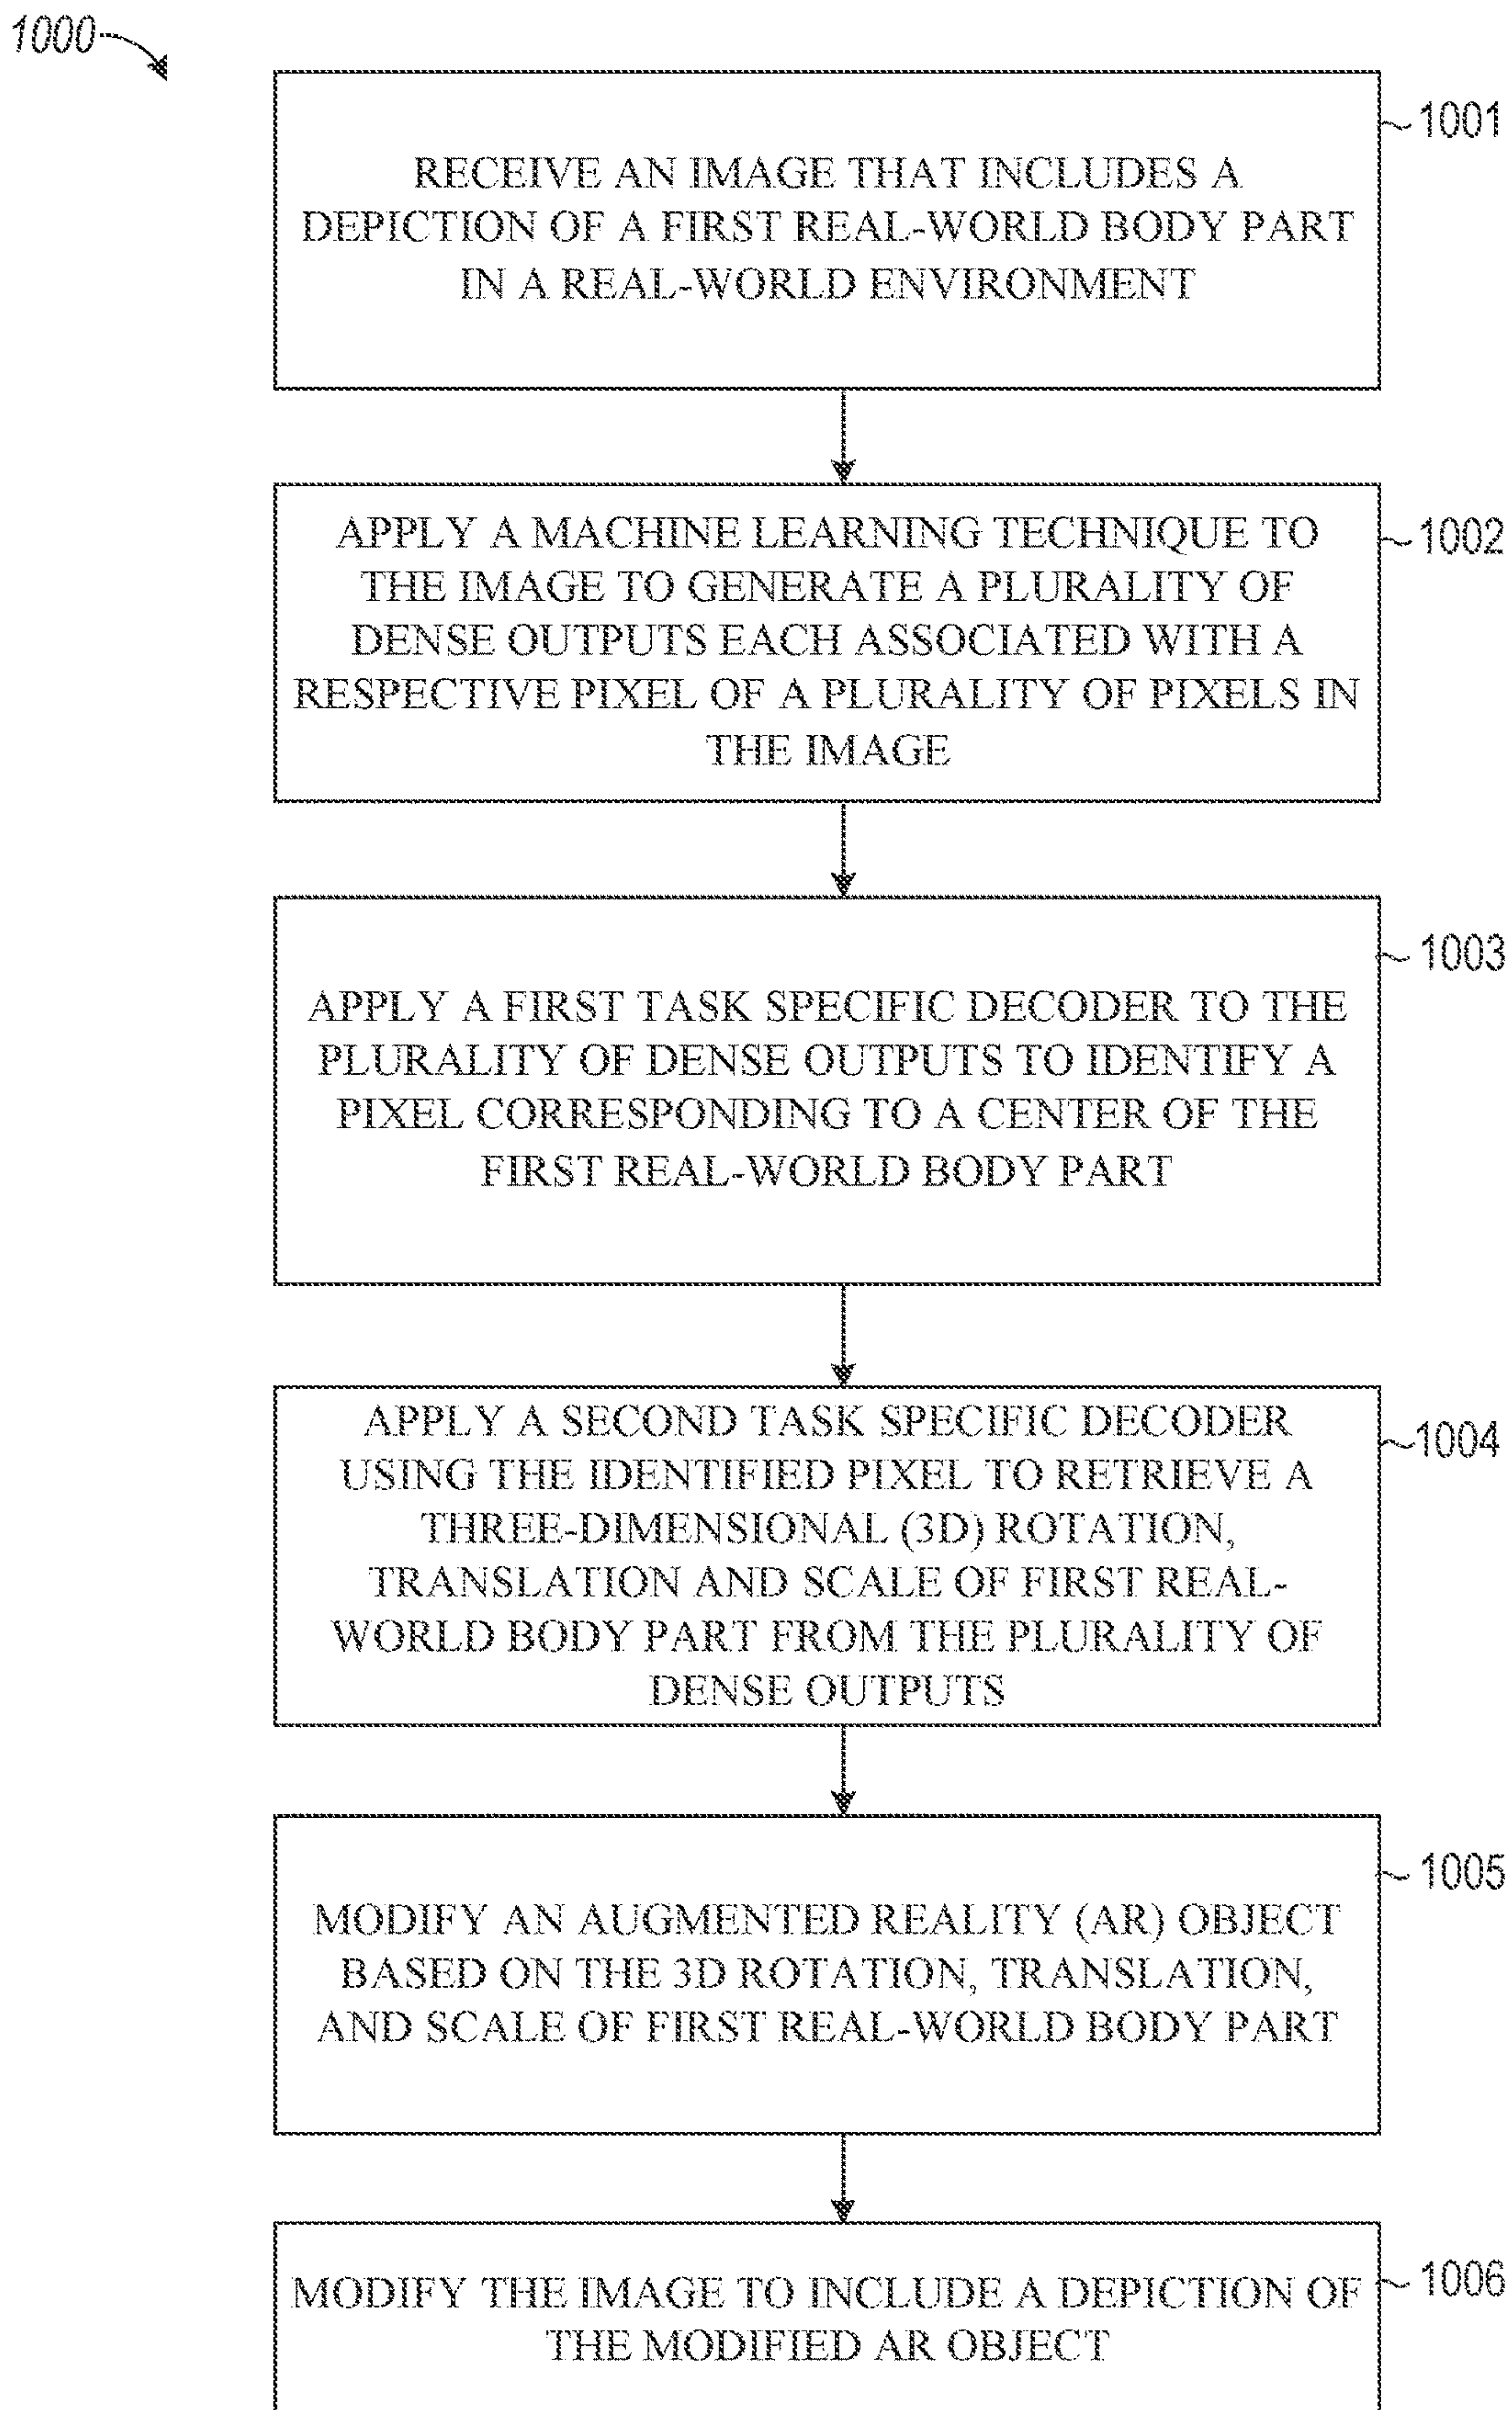 1000
1001
RECEIVE AN IMAGE THAT INCLUDES A
DEPICTION OF A FIRST REAL-WORLD BODY PART
IN A REAL-WORLD ENVIRONMENT
1002
APPLY A MACHINE LEARNING TECHNIQUE TO
THE IMAGE TO GENERATE A PLURALITY OF
DENSE OUTPUTS EACH ASSOCIATED WITH A
RESPECTIVE PIXEL OF A PLURALITY OF PIXELS IN
THE IMAGE
1003
APPLY A FIRST TASK SPECIFIC DECODER TO THE
PLURALITY OF DENSE OUTPUTS TO IDENTIFY A
PIXEL CORRESPONDING TO A CENTER OF THE
FIRST REAL-WORLD BODY PART
1004
APPLY A SECOND TASK SPECIFIC DECODER
USING THE IDENTIFIED PIXEL TO RETRIEVE A
THREE-DIMENSIONAL (3D) ROTATION,
TRANSLATION AND SCALE OF FIRST REAL-
WORLD BODY PART FROM THE PLURALITY OF
DENSE OUTPUTS
1005
MODIFY AN AUGMENTED REALITY (AR) OBJECT
BASED ON THE 3D ROTATION, TRANSLATION,
AND SCALE OF FIRST REAL-WORLD BODY PART
1006
MODIFY THE IMAGE TO INCLUDE A DEPICTION OF
THE MODIFIED AR OBJECT